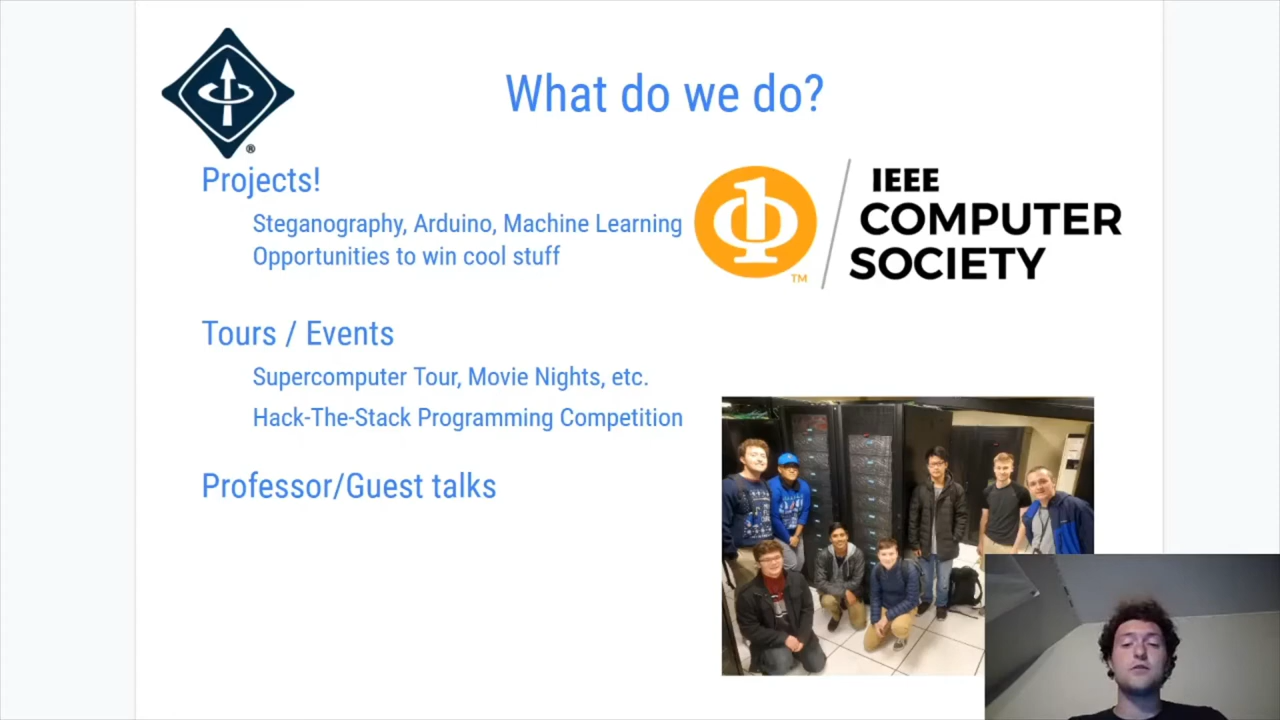 What do we do?
®
Projects!
Steganography, Arduino, Machine Learning
Opportunities to win cool stuff
TM
IEEE
COMPUTER
SOCIETY
Tours / Events
Supercomputer Tour, Movie Nights, etc.
Hack-The-Stack Programming Competition
Professor/Guest talks